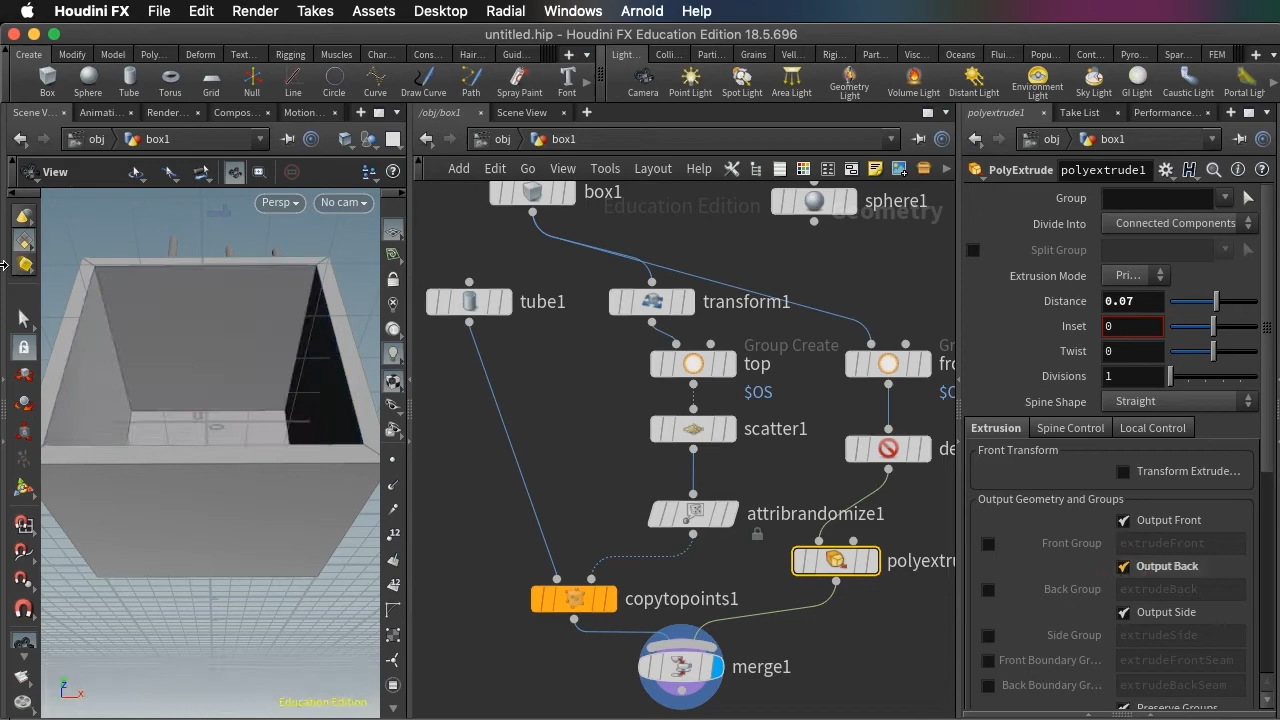 Houdini FX File Edit Render Takes Assets Desktop Radial Windows Arnold Help
untitled.hip - Houdini FX Education Edition 18.5.696
Create Modify Model Poly... Deform Text... Rigging Muscles Char... Cons... Hair... Guid...
Light... Colli... Parti... Grains Vell... Rigi... Part... Visc... Oceans Flui... Popu... Cont... Pyro... Spar... FEM
Box Sphere Tube Torus Grid Null Line Circle Curve Draw Curve Path Spray Paint Font
Camera Point Light Spot Light Area Light Geometry Light Volume Light Distant Light Environment Light Sky Light GI Light Caustic Light Portal Ligh
Scene V... Animati... Render... Compos... Motion...
/obj/box1 Scene View
polyextrude1 Take List Performance...
obj box1
obj box1
obj box1
View
Persp No cam
Education Edition
Add Edit Go View Tools Layout Help
Education Edition
Geometry
box1
sphere1
tube1
transform1
Group Create
top
$OS
scatter1
attribrandomize1
copytopoints1
merge1
PolyExtrude polyextrude1
Group
Divide Into Connected Components
Split Group
Extrusion Mode Pri...
Distance 0.07
Inset 0
Twist 0
Divisions 1
Spine Shape Straight
Extrusion Spine Control Local Control
Front Transform
Transform Extrude...
Output Geometry and Groups
Output Front
Front Group extrudeFront
Output Back
Back Group extrudeBack
Output Side
Side Group extrudeSide
Front Boundary Gr... extrudeFrontSeam
Back Boundary Gr... extrudeBackSeam
Preserve Groups